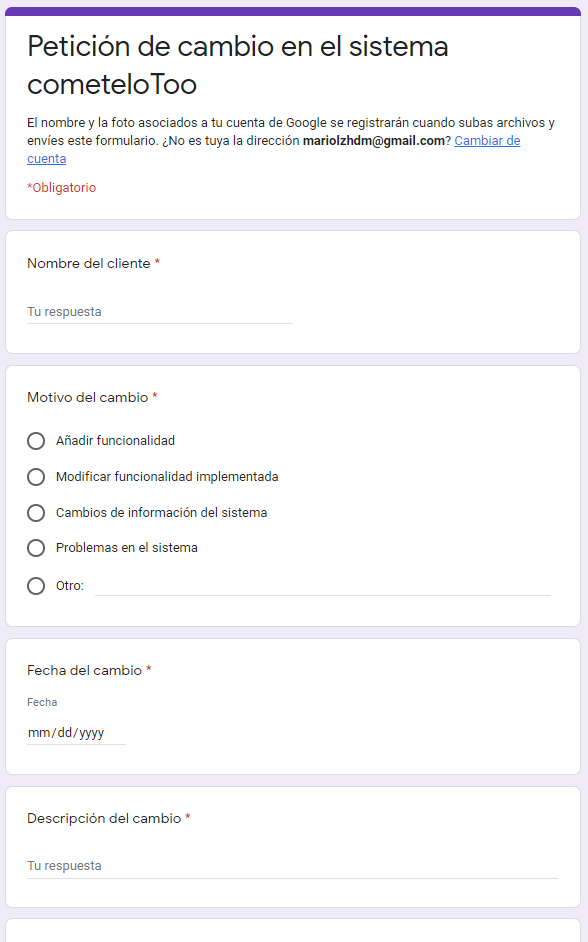 Petición de cambio en el sistema
cometeloToo
El nombre y la foto asociados a tu cuenta de Google se registrarán cuando subas archivos y
envíes este formulario. ¿No es tuya la dirección mariolzhdm@gmail.com? Cambiar de
cuenta
*Obligatorio
Nombre del cliente *
Tu respuesta
Motivo del cambio *
Añadir funcionalidad
Modificar funcionalidad implementada
Cambios de información del sistema
Problemas en el sistema
Otro:
Fecha del cambio *
Fecha
mm/dd/yyyy
Descripción del cambio *
Tu respuesta